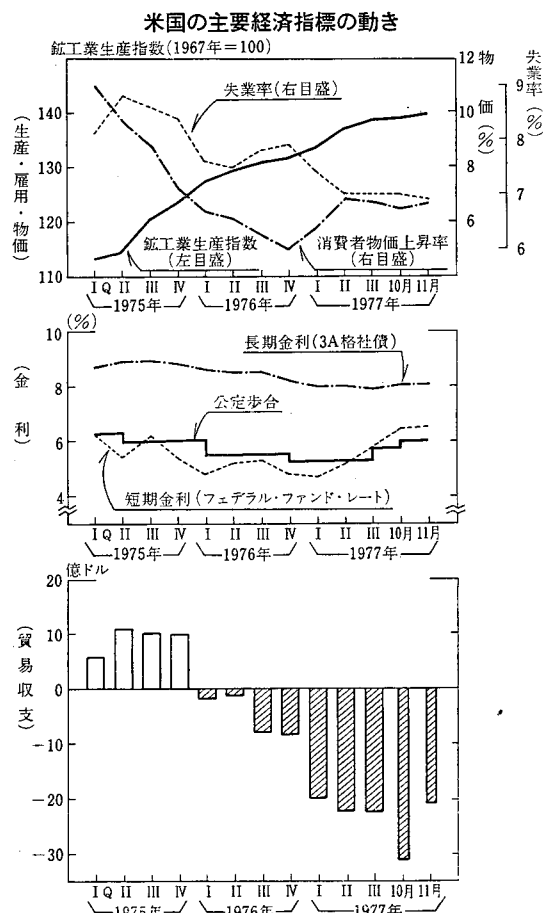 米国の主要経済指標の動き
鉱工業生産指数(1967年＝100)
12 物価(%)
失業率(%)
140
130
120
110
(生産・雇用・物価)
10
8
6
9
8
7
6
失業率(右目盛)
鉱工業生産指数
(左目盛)
消費者物価上昇率
(右目盛)
I Q II III IV I II III IV I II III 10月 11月
1975年 1976年 1977年
(%)
10
8
6
4
(金利)
長期金利(3A格社債)
公定歩合
短期金利(フェデラル・ファンド・レート)
I Q II III IV I II III IV I II III 10月 11月
1975年 1976年 1977年
億ドル
20
10
0
−10
−20
−30
(貿易収支)
I Q II III IV I II III IV I II III 10月 11月
1975年 1976年 1977年